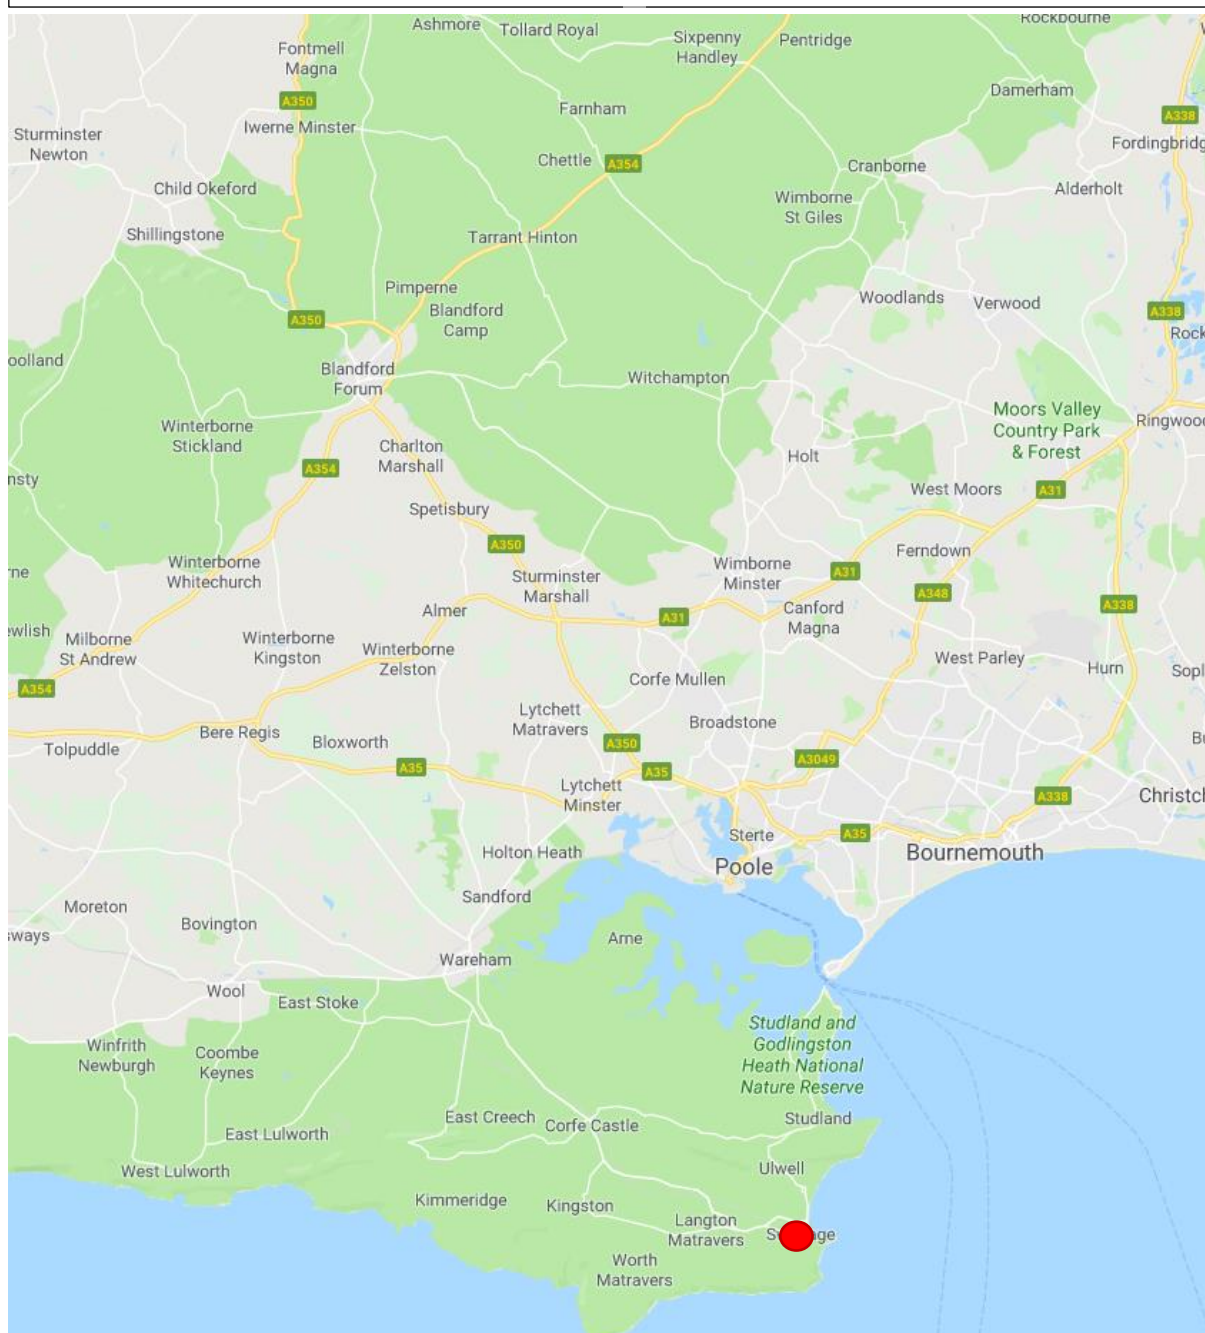 Rockbourne
Ashmore
Tollard Royal
Sixpenny
Handley
Pentridge
Fontmell
Magna
A350
Damerham
Farnham
Iwerne Minster
A338
Sturminster
Newton
Fordingbridg
Chettle
A354
Cranborne
Child Okeford
Alderholt
Wimborne
St Giles
Shillingstone
Tarrant Hinton
Pimperne
Woodlands
Verwood
Blandford
Camp
A350
A338
Rock
oolland
Blandford
Forum
Witchampton
Moors Valley
Country Park
& Forest
Ringwood
Winterborne
Stickland
Charlton
Marshall
Holt
A354
nsty
West Moors
A31
Spetisbury
A350
Ferndown
Winterborne
Whitechurch
Sturminster
Marshall
Wimborne
Minster
A31
rne
A348
A338
Almer
A31
Canford
Magna
ewlish
Milborne
St Andrew
Winterborne
Kingston
Winterborne
Zelston
West Parley
Hurn
Sopl
Corfe Mullen
A354
Lytchett
Matravers
Broadstone
Bere Regis
Bloxworth
A350
Tolpuddle
A3049
A35
A35
Lytchett
Minster
A338
Christch
Sterte
A35
Holton Heath
Poole
Bournemouth
Sandford
Moreton
Bovington
sways
Arne
Wareham
Wool
East Stoke
Studland and
Godlingston
Heath National
Nature Reserve
Winfrith
Newburgh
Coombe
Keynes
East Creech
Corfe Castle
Studland
East Lulworth
West Lulworth
Ulwell
Kimmeridge
Kingston
Langton
Matravers
Worth
Matravers